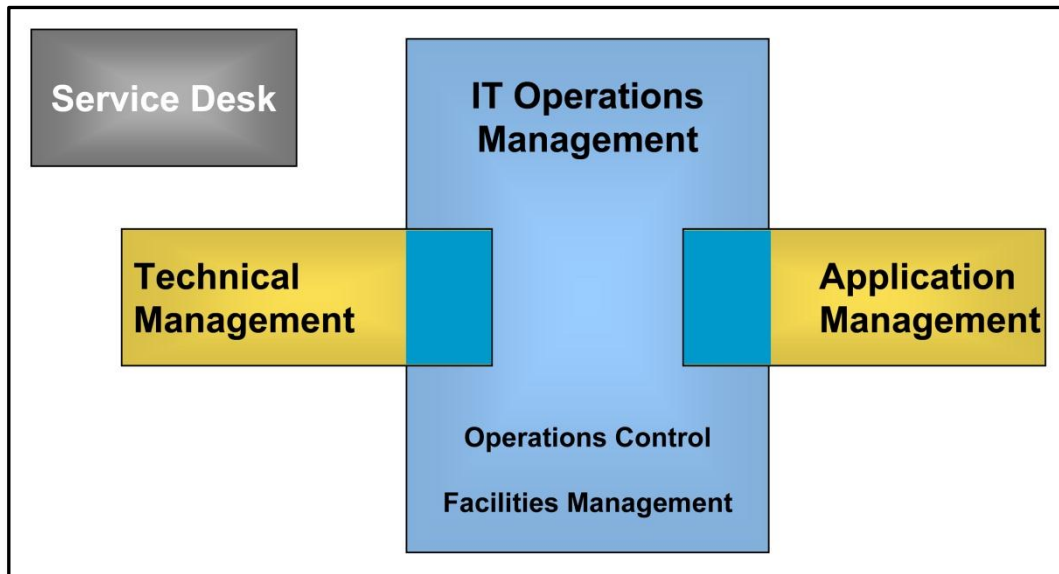 Service Desk
IT Operations
Management
Technical
Management
Application
Management
Operations Control
Facilities Management